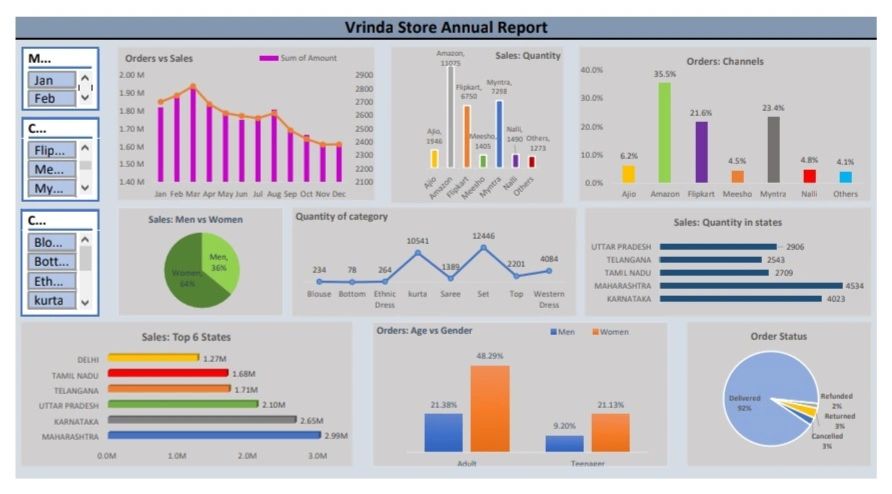 Vrinda Store Annual Report
M...
Jan
Feb
C...
Flip...
Me...
My...
C...
Blo...
Bott...
Eth...
kurta
Orders vs Sales
Sum of Amount
2.00 M
1.90 M
1.80 M
1.70 M
1.60 M
1.50 M
1.40 M
2900
2800
2700
2600
2500
2400
2300
2200
2100
Jan Feb Mar Apr May Jun Jul Aug Sep Oct Nov Dec
Sales: Quantity
Amazon, 11075
Flipkart, 6750
Myntra, 7298
Ajio, 1946
Meesho, 1405
Nalli, 1490
Others, 1273
Ajio Amazon Flipkart Meesho Myntra Nalli Others
Orders: Channels
40.0%
30.0%
20.0%
10.0%
0.0%
6.2% 35.5% 21.6% 4.5% 23.4% 4.8% 4.1%
Ajio Amazon Flipkart Meesho Myntra Nalli Others
Sales: Men vs Women
Men, 36%
Women, 64%
Quantity of category
234 78 264 10541 1389 12446 2201 4084
Blouse Bottom Ethnic Dress kurta Saree Set Top Western Dress
Sales: Quantity in states
UTTAR PRADESH 2906
TELANGANA 2543
TAMIL NADU 2709
MAHARASHTRA 4534
KARNATAKA 4023
Sales: Top 6 States
DELHI 1.27M
TAMIL NADU 1.68M
TELANGANA 1.71M
UTTAR PRADESH 2.10M
KARNATAKA 2.65M
MAHARASHTRA 2.99M
0.0M 1.0M 2.0M 3.0M
Orders: Age vs Gender
Men Women
21.38% 48.29% 9.20% 21.13%
Adult Teenager
Order Status
Delivered 92%
Refunded 2%
Returned 3%
Cancelled 3%